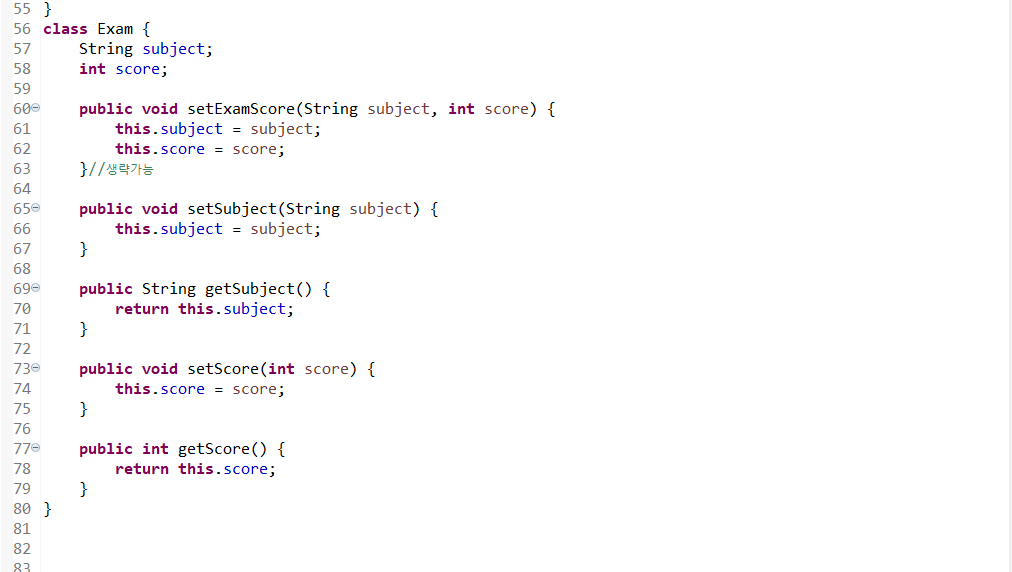 55 }
56 class Exam {
57     String subject;
58     int score;
59
60     public void setExamScore(String subject, int score) {
61         this.subject = subject;
62         this.score = score;
63     }//생략가능
64
65     public void setSubject(String subject) {
66         this.subject = subject;
67     }
68
69     public String getSubject() {
70         return this.subject;
71     }
72
73     public void setScore(int score) {
74         this.score = score;
75     }
76
77     public int getScore() {
78         return this.score;
79     }
80 }
81
82
83